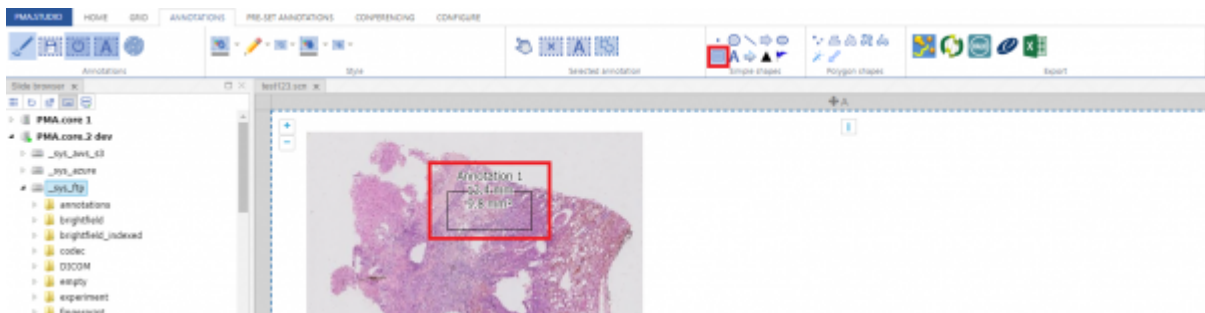 PMA.STUDIO HOME GRID ANNOTATIONS PRE-SET ANNOTATIONS CONFERENCING CONFIGURE
Annotations Style Selected annotation Simple shapes Polygon shapes Export
Slide browser
test123.scn
A
PMA.core 1
PMA.core.2 dev
_sys_aws_s3
_sys_azure
_sys_ftp
annotations
brightfield
brightfield_indexed
codec
DICOM
empty
experiment
fingerprint
Annotation 1